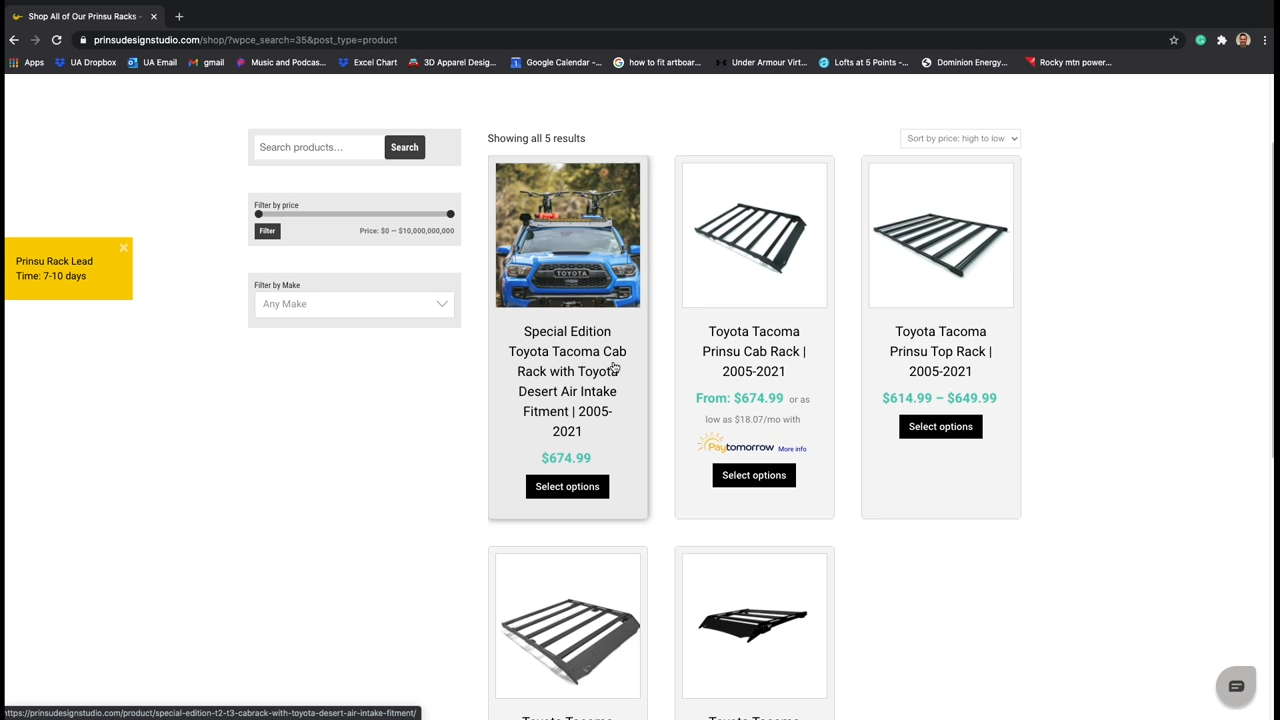 Shop All of Our Prinsu Racks -
prinsudesignstudio.com/shop/?wpce_search=35&post_type=product
Apps
UA Dropbox
UA Email
gmail
Music and Podcas...
Excel Chart
3D Apparel Desig...
Google Calendar -...
how to fit artboar...
Under Armour Virt...
Lofts at 5 Points -...
Dominion Energy...
Rocky mtn power...
Search products...
Search
Showing all 5 results
Sort by price: high to low
Filter by price
Filter
Price: $0 — $10,000,000,000
Prinsu Rack Lead
Time: 7-10 days
Filter by Make
Any Make
TOYOTA
Special Edition
Toyota Tacoma Cab
Rack with Toyota
Desert Air Intake
Fitment | 2005-
2021
$674.99
Select options
Toyota Tacoma
Prinsu Cab Rack |
2005-2021
From: $674.99 or as
low as $18.07/mo with
Paytomorrow More info
Select options
Toyota Tacoma
Prinsu Top Rack |
2005-2021
$614.99 – $649.99
Select options
Toyota Tacoma
Toyota Tacoma
https://prinsudesignstudio.com/product/special-edition-t2-t3-cabrack-with-toyota-desert-air-intake-fitment/